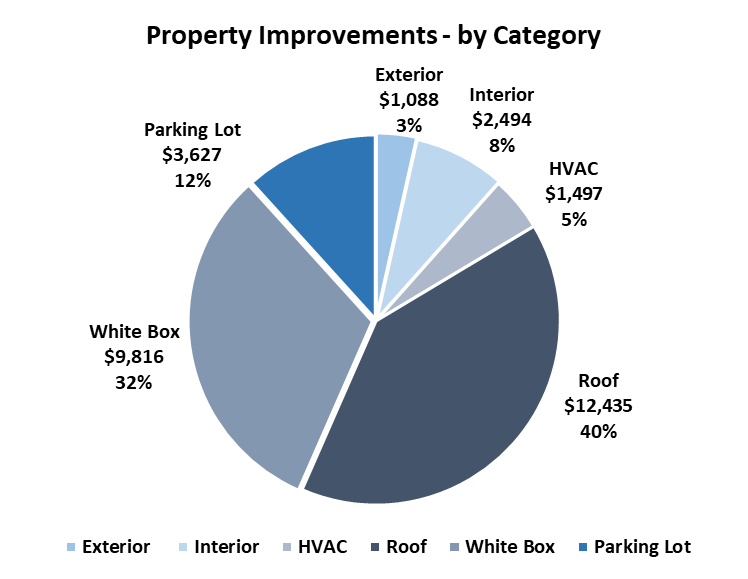 Property Improvements - by Category
Exterior
$1,088
3%
Interior
$2,494
8%
HVAC
$1,497
5%
Roof
$12,435
40%
White Box
$9,816
32%
Parking Lot
$3,627
12%
Exterior Interior HVAC Roof White Box Parking Lot